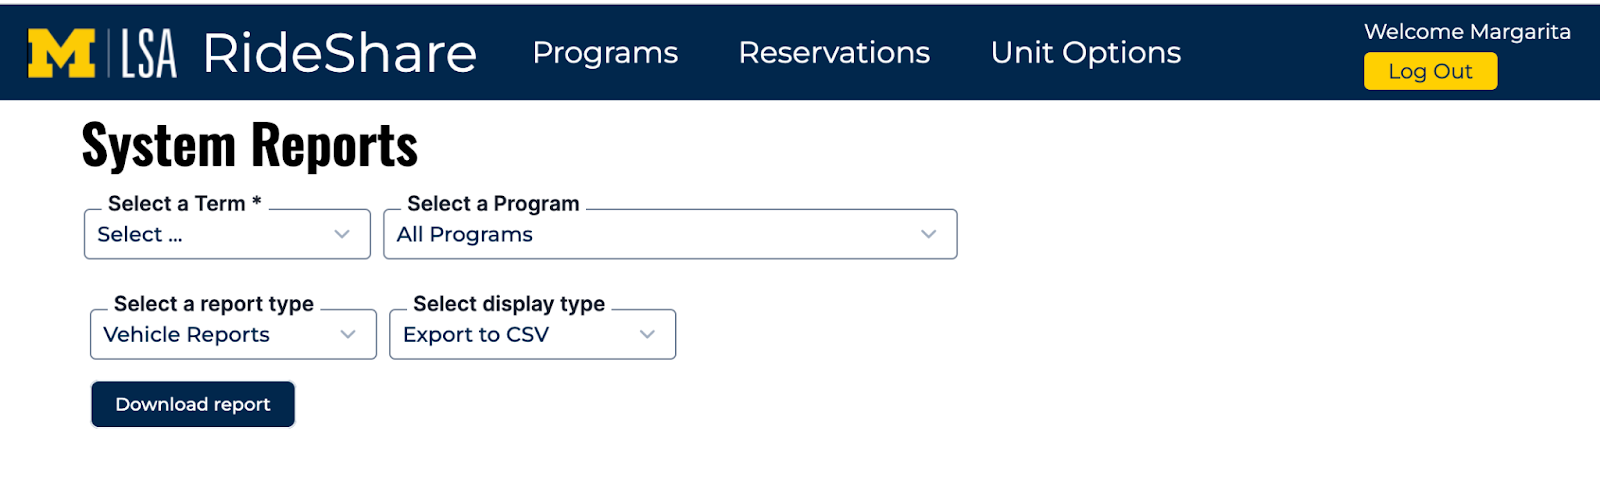 M LSA RideShare Programs Reservations Unit Options Welcome Margarita
Log Out
System Reports
Select a Term * Select a Program
Select ... All Programs
Select a report type Select display type
Vehicle Reports Export to CSV
Download report